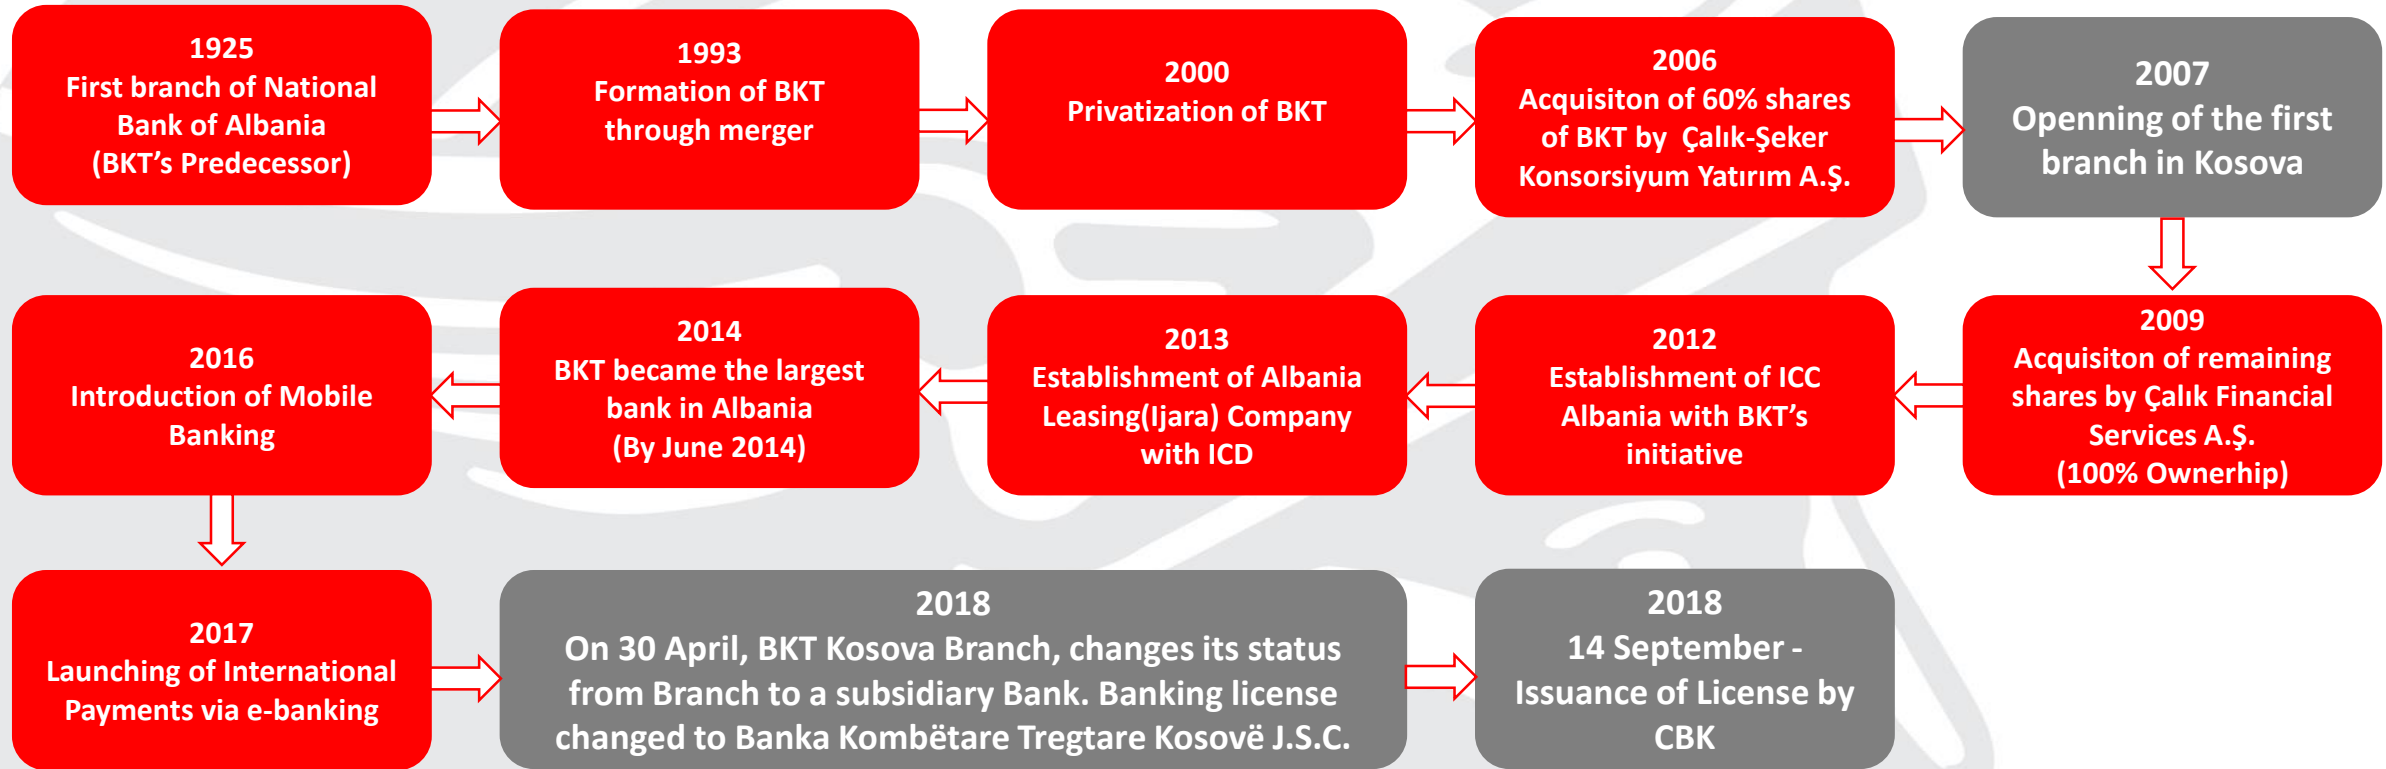 1925
First branch of National
Bank of Albania
(BKT’s Predecessor)
1993
Formation of BKT
through merger
2000
Privatization of BKT
2006
Acquisiton of 60% shares
of BKT by Çalık-Şeker
Konsorsiyum Yatırım A.Ş.
2007
Openning of the first
branch in Kosova
2009
Acquisiton of remaining
shares by Çalık Financial
Services A.Ş.
(100% Ownerhip)
2012
Establishment of ICC
Albania with BKT’s
initiative
2013
Establishment of Albania
Leasing(Ijara) Company
with ICD
2014
BKT became the largest
bank in Albania
(By June 2014)
2016
Introduction of Mobile
Banking
2017
Launching of International
Payments via e-banking
2018
On 30 April, BKT Kosova Branch, changes its status
from Branch to a subsidiary Bank. Banking license
changed to Banka Kombëtare Tregtare Kosovë J.S.C.
2018
14 September -
Issuance of License by
CBK